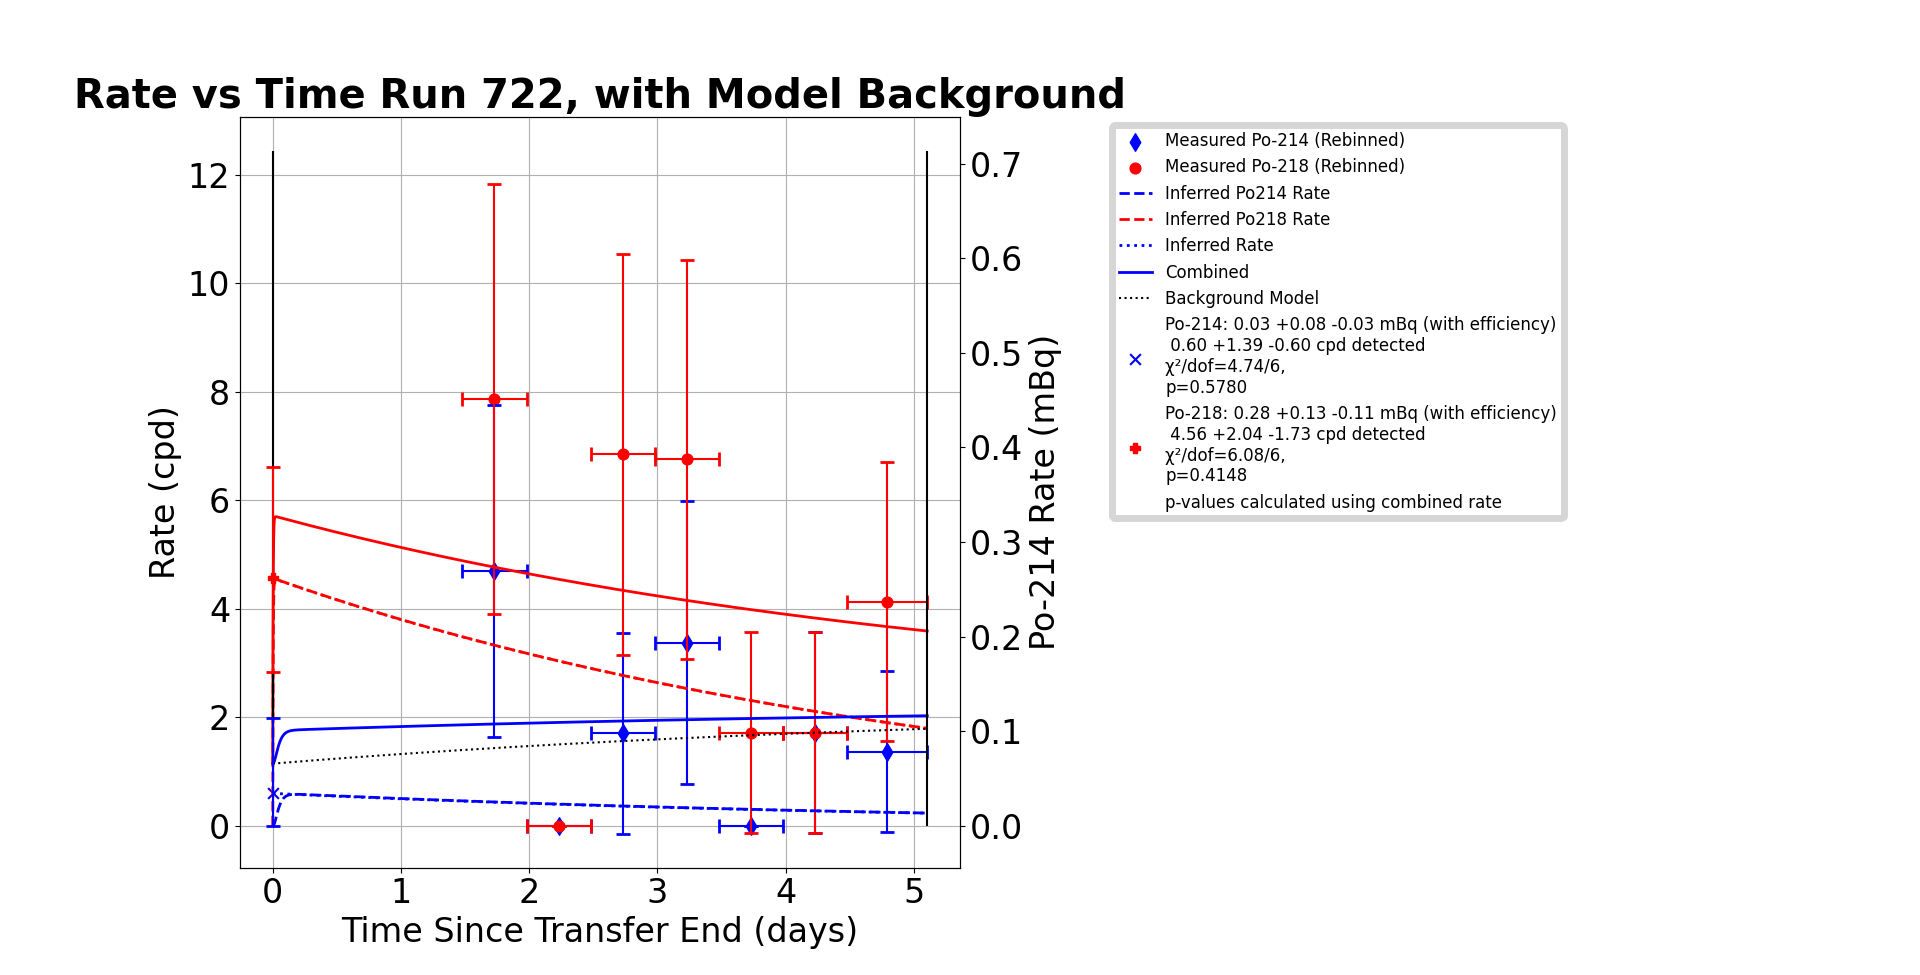 Rate vs Time Run 722, with Model Background
12
10
8
6
4
2
0
Rate (cpd)
0 1 2 3 4 5
Time Since Transfer End (days)
0.7
0.6
0.5
0.4
0.3
0.2
0.1
0.0
Po-214 Rate (mBq)
Measured Po-214 (Rebinned)
Measured Po-218 (Rebinned)
Inferred Po214 Rate
Inferred Po218 Rate
Inferred Rate
Combined
Background Model
Po-214: 0.03 +0.08 -0.03 mBq (with efficiency)
0.60 +1.39 -0.60 cpd detected
χ²/dof=4.74/6,
p=0.5780
Po-218: 0.28 +0.13 -0.11 mBq (with efficiency)
4.56 +2.04 -1.73 cpd detected
χ²/dof=6.08/6,
p=0.4148
p-values calculated using combined rate